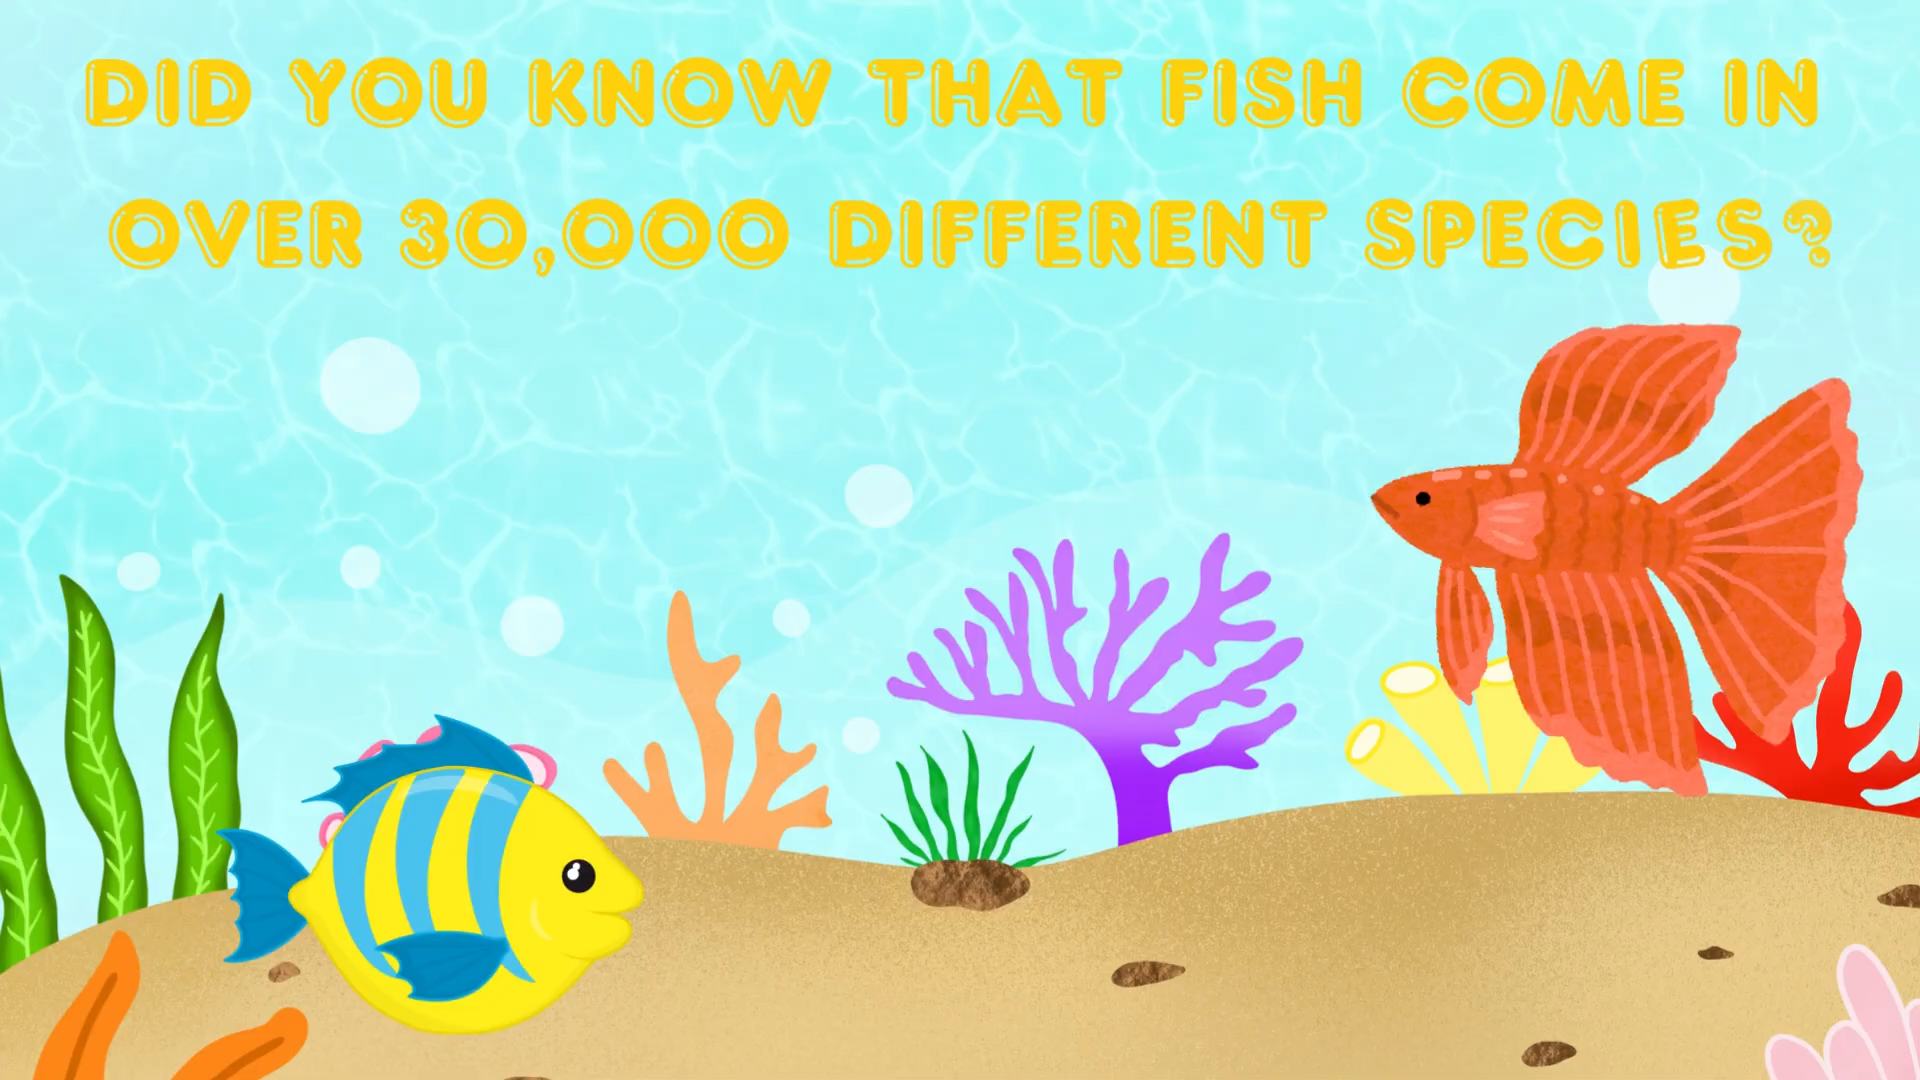 DID YOU KNOW THAT FISH COME IN
OVER 30,000 DIFFERENT SPECIES?